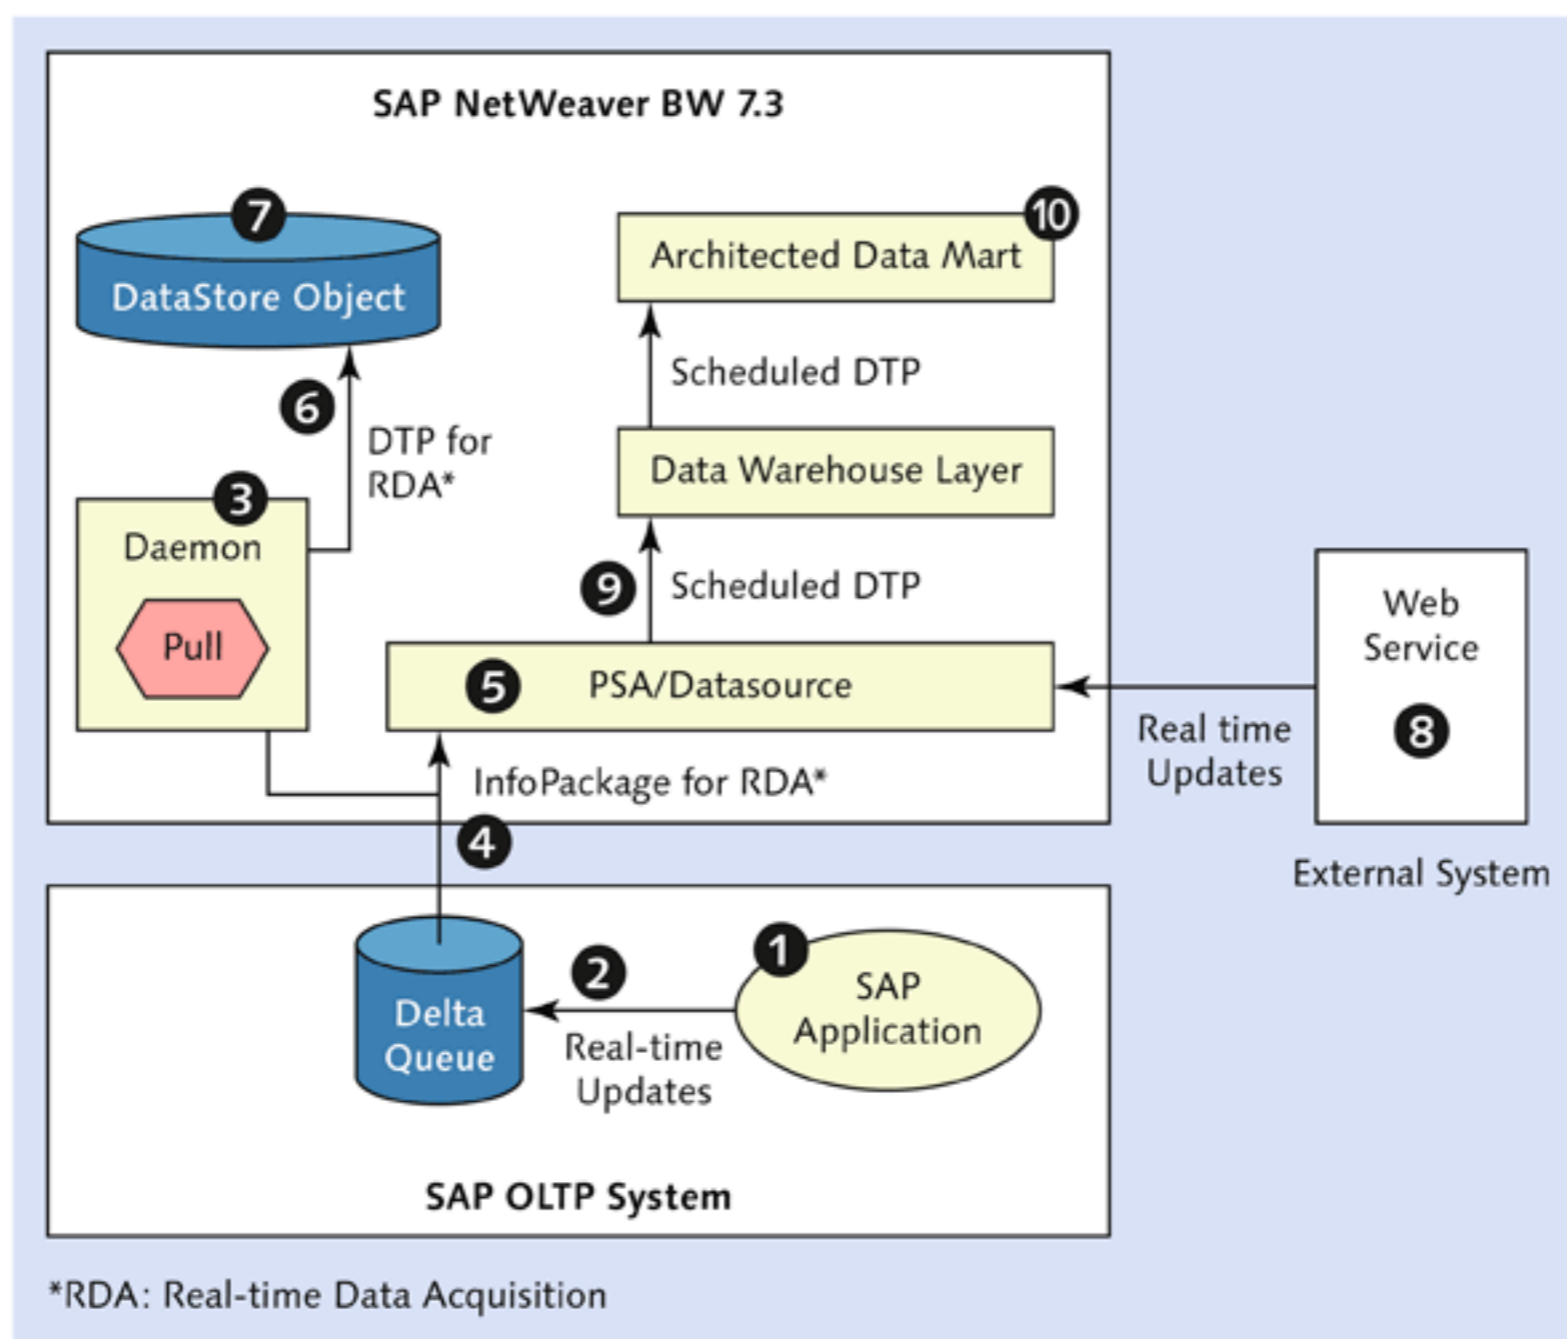 SAP NetWeaver BW 7.3
7
DataStore Object
10
Architected Data Mart
Scheduled DTP
6
DTP for
RDA*
Data Warehouse Layer
3
Daemon
Pull
9
Scheduled DTP
5
PSA/Datasource
Web
Service
8
Real time
Updates
InfoPackage for RDA*
4
External System
1
SAP
Application
2
Real-time
Updates
Delta
Queue
SAP OLTP System
*RDA: Real-time Data Acquisition